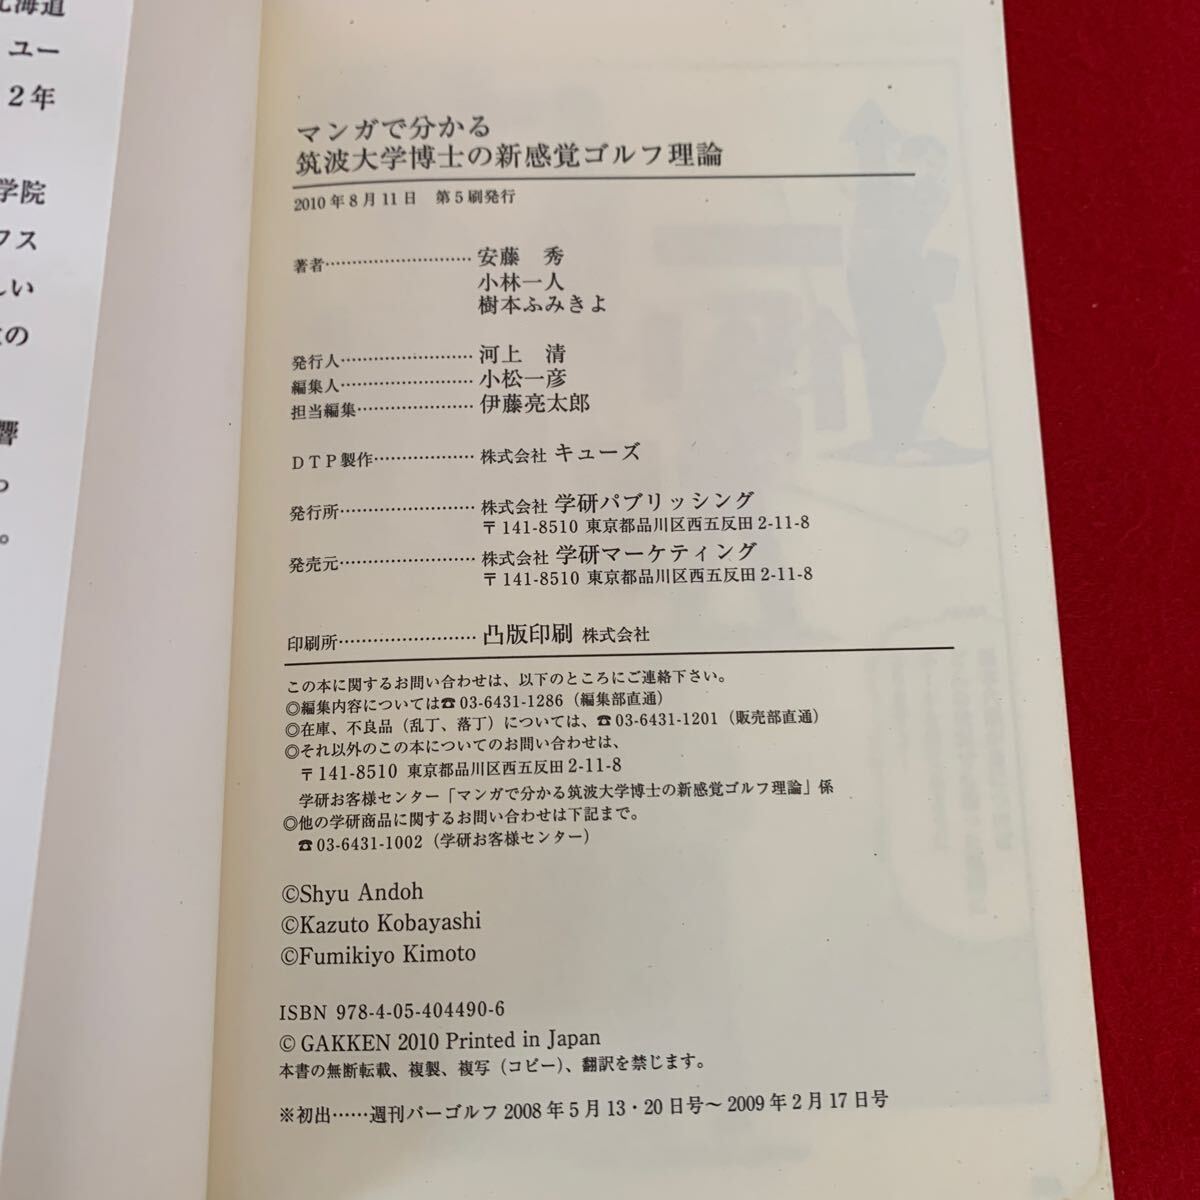 北海道
ユー
２年
学院
フス
しい
の
響
っ
。
マンガで分かる
筑波大学博士の新感覚ゴルフ理論
2010年8月11日　第5刷発行
著者………………………安藤　秀
小林一人
樹本ふみきよ
発行人……………………河上　清
編集人……………………小松一彦
担当編集…………………伊藤亮太郎
ＤＴＰ製作………………株式会社 キューズ
発行所……………………株式会社 学研パブリッシング
〒141-8510 東京都品川区西五反田2-11-8
発売元……………………株式会社 学研マーケティング
〒141-8510 東京都品川区西五反田2-11-8
印刷所……………………凸版印刷 株式会社
この本に関するお問い合わせは、以下のところにご連絡下さい。
◎編集内容については☎03-6431-1286（編集部直通）
◎在庫、不良品（乱丁、落丁）については、☎03-6431-1201（販売部直通）
◎それ以外のこの本についてのお問い合わせは、
〒141-8510 東京都品川区西五反田2-11-8
学研お客様センター「マンガで分かる筑波大学博士の新感覚ゴルフ理論」係
◎他の学研商品に関するお問い合わせは下記まで。
☎03-6431-1002（学研お客様センター）
©Shyu Andoh
©Kazuto Kobayashi
©Fumikiyo Kimoto
ISBN 978-4-05-404490-6
© GAKKEN 2010 Printed in Japan
本書の無断転載、複製、複写（コピー）、翻訳を禁じます。
※初出……週刊パーゴルフ 2008年5月13・20日号〜2009年2月17日号